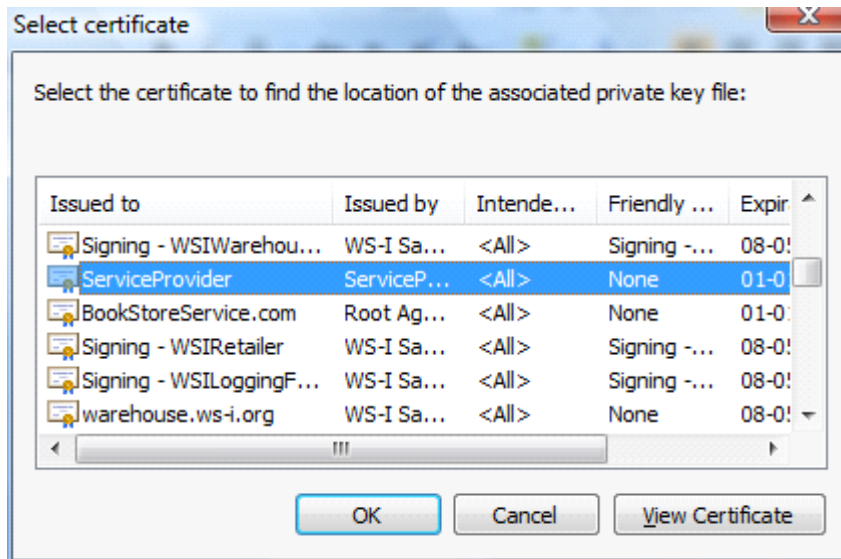 Select certificate
Select the certificate to find the location of the associated private key file:
Issued to Issued by Intende... Friendly ... Expir
Signing - WSIWarehou... WS-I Sa... <All> Signing -... 08-05
ServiceProvider ServiceP... <All> None 01-0
BookStoreService.com Root Ag... <All> None 01-0
Signing - WSIRetailer WS-I Sa... <All> Signing -... 08-0
Signing - WSILoggingF... WS-I Sa... <All> Signing -... 08-0
warehouse.ws-i.org WS-I Sa... <All> None 08-05
OK Cancel View Certificate